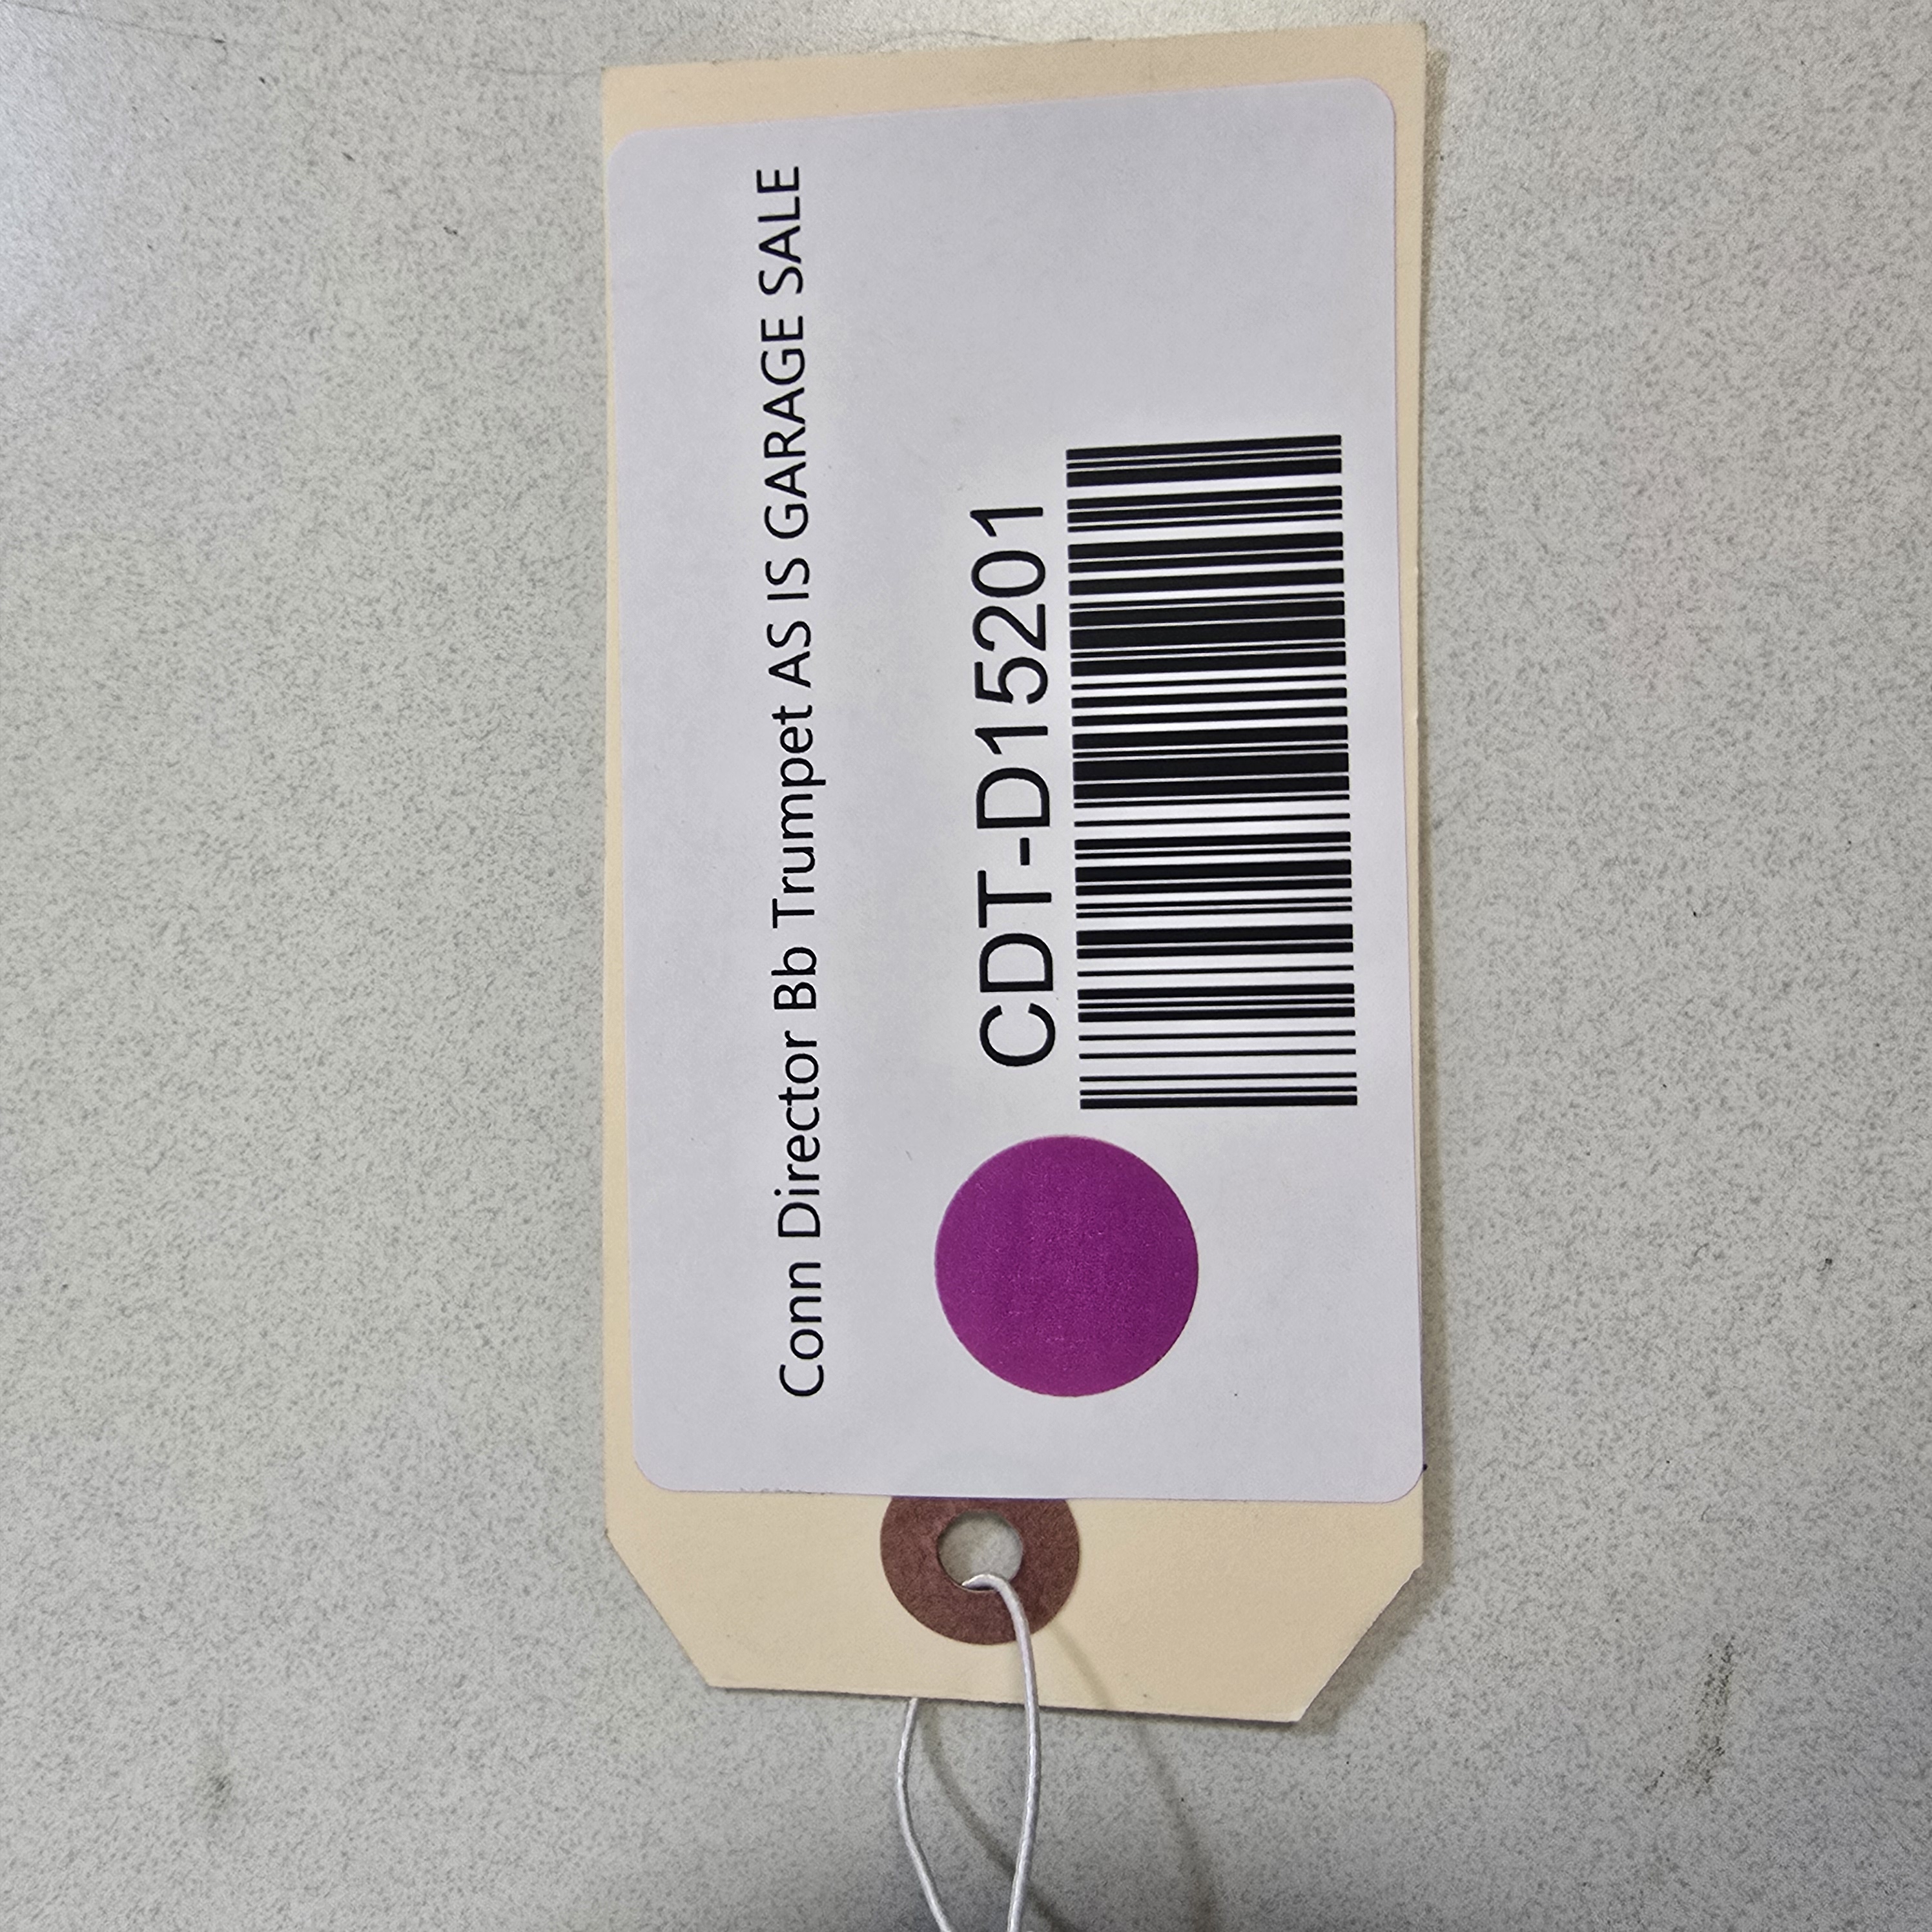 Conn Director Bb Trumpet AS IS GARAGE SALE
CDT-D15201